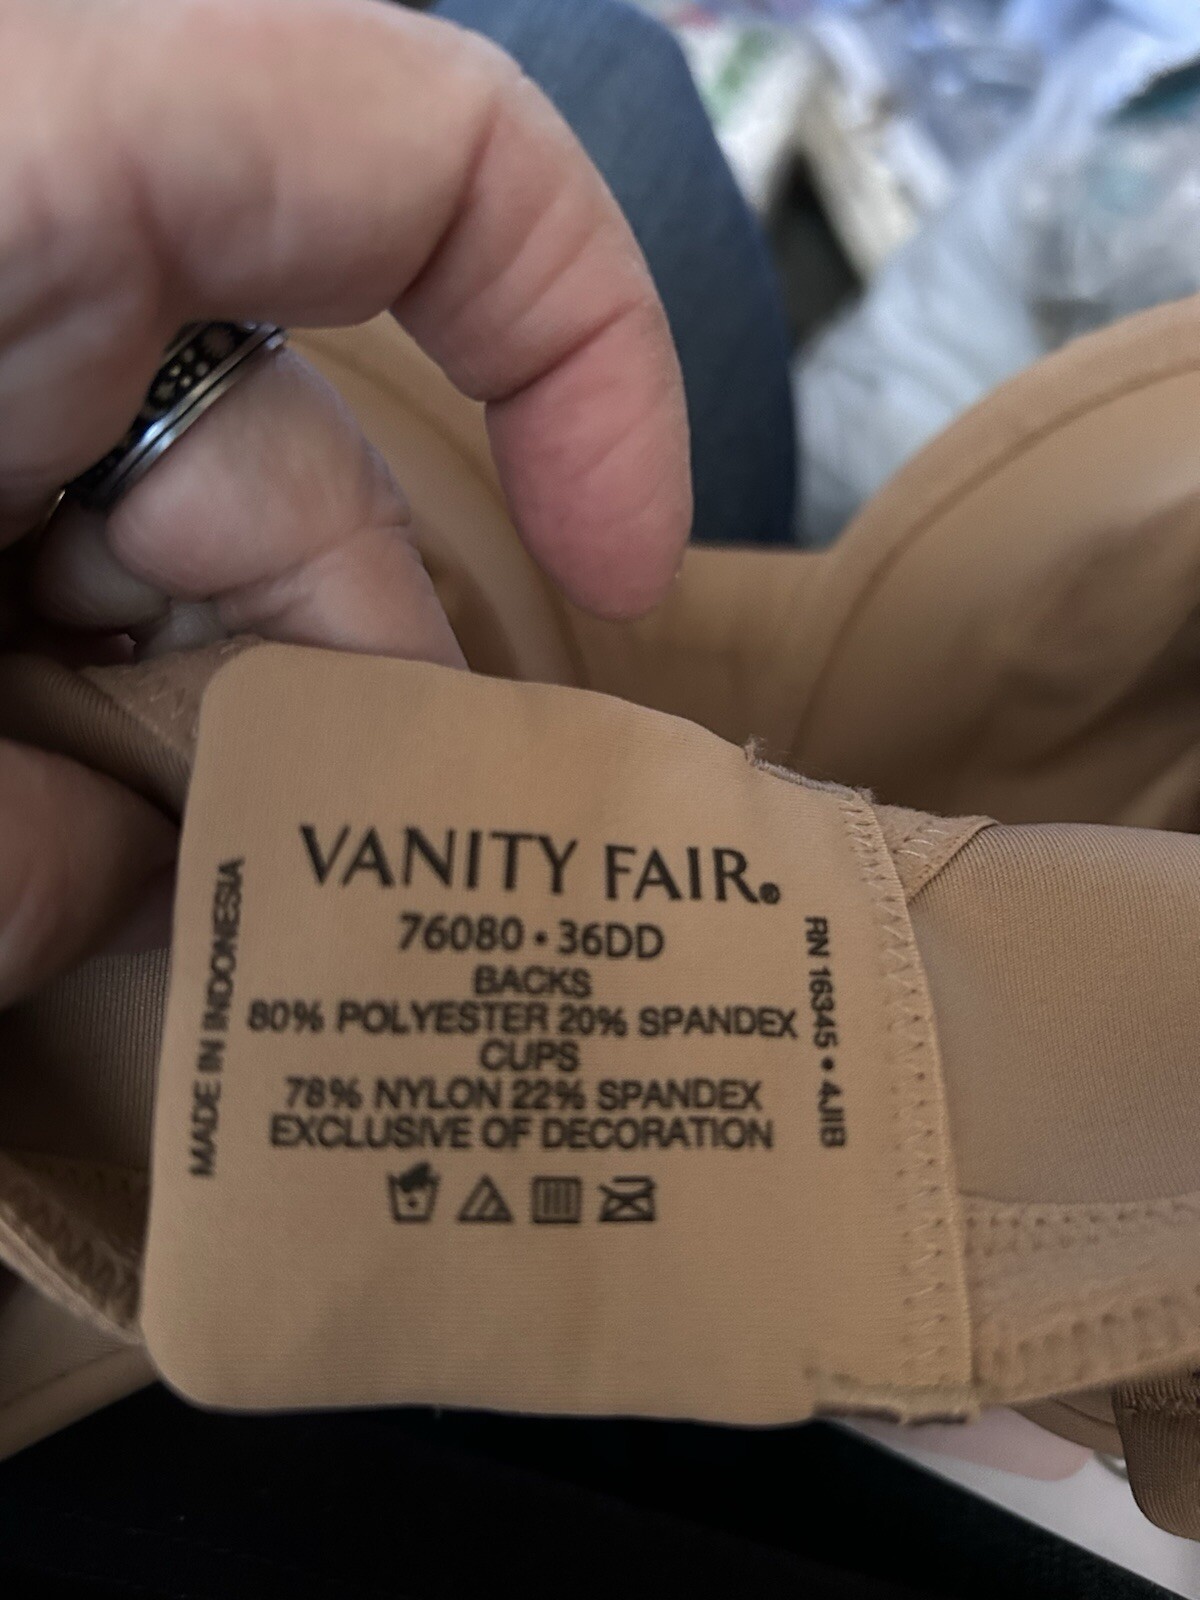 VANITY FAIR®
76080 • 36DD
BACKS
80% POLYESTER 20% SPANDEX
CUPS
78% NYLON 22% SPANDEX
EXCLUSIVE OF DECORATION
MADE IN INDONESIA
RN 16345 • 4JIB